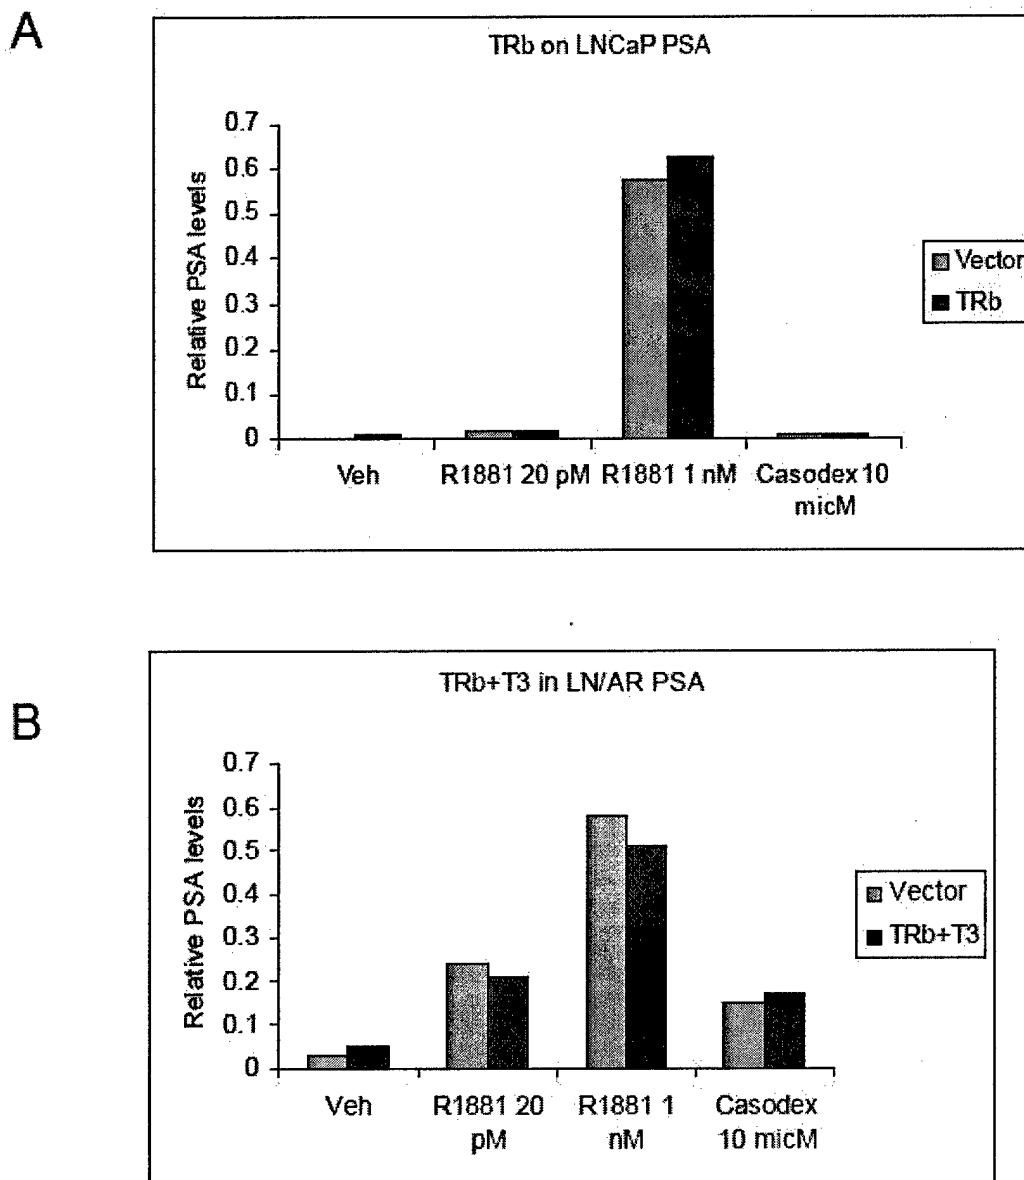 A
TRb on LNCaP PSA
0.7
0.6
0.5
0.4
0.3
0.2
0.1
0
Relative PSA levels
Veh
R1881 20 pM
R1881 1 nM
Casodex 10
micM
Vector
TRb
B
TRb+T3 in LN/AR PSA
0.7
0.6
0.5
0.4
0.3
0.2
0.1
0
Relative PSA levels
Veh
R1881 20
pM
R1881 1
nM
Casodex
10 micM
Vector
TRb+T3